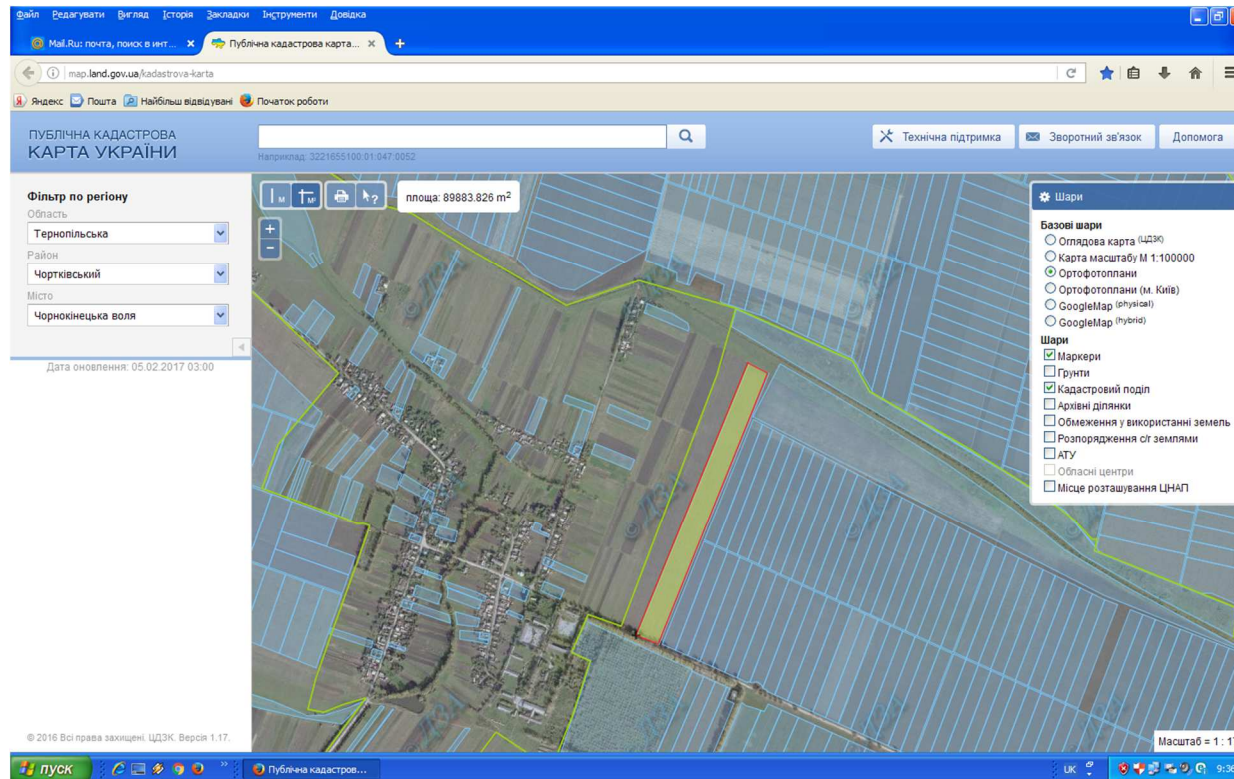 Файл Редагувати Вигляд Історія Закладки Інструменти Довідка
Mail.Ru: почта, поиск в инт...
Публічна кадастрова карта...
map.land.gov.ua/kadastrova-karta
Яндекс Пошта Найбільш відвідувані Початок роботи
ПУБЛІЧНА КАДАСТРОВА
КАРТА УКРАЇНИ
Наприклад: 3221655100:01:047:0052
Технічна підтримка
Зворотний зв'язок
Допомога
Фільтр по регіону
Область
Тернопільська
Район
Чортківський
Місто
Чорнокінецька воля
Дата оновлення: 05.02.2017 03:00
площа: 89883.826 m²
Шари
Базові шари
Оглядова карта (ЦДЗК)
Карта масштабу М 1:100000
Ортофотоплани
Ортофотоплани (м. Київ)
GoogleMap (physical)
GoogleMap (hybrid)
Шари
Маркери
Грунти
Кадастровий поділ
Архівні ділянки
Обмеження у використанні земель
Розпорядження с/г землями
АТУ
Обласні центри
Місце розташування ЦНАП
© 2016 Всі права захищені. ЦДЗК. Версія 1.17.
Масштаб = 1 : 1
пуск
Публічна кадастров...
UK
9:36